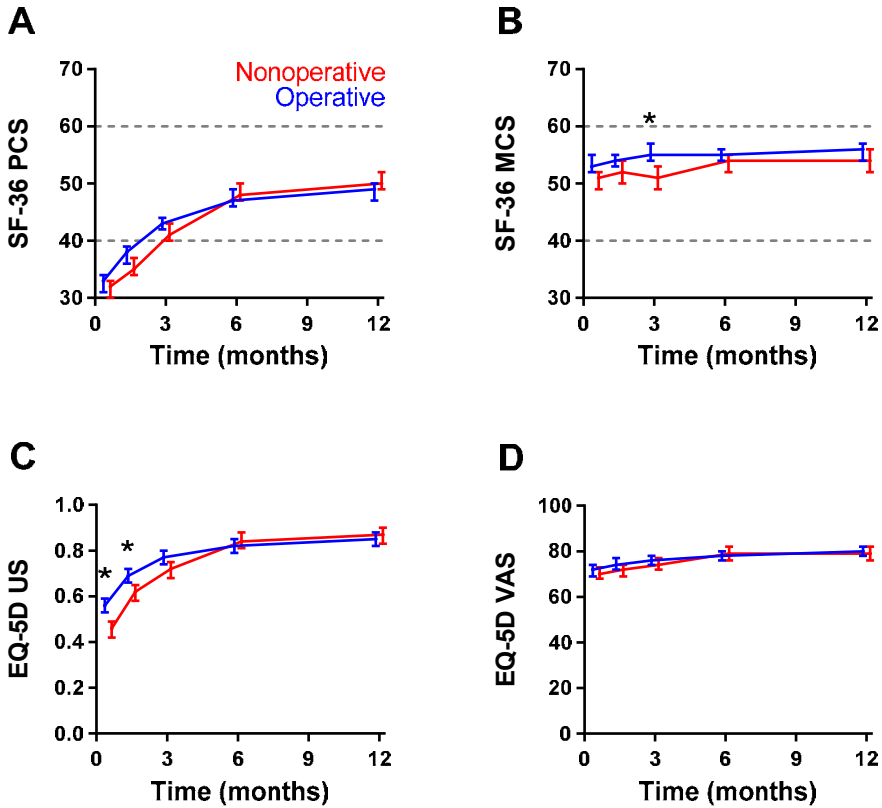 A
SF-36 PCS
70
60
50
40
30
Nonoperative
Operative
0 3 6 9 12
Time (months)
B
SF-36 MCS
70
60
50
40
30
*
0 3 6 9 12
Time (months)
C
EQ-5D US
1.0
0.8
0.6
0.4
0.2
0.0
*
*
0 3 6 9 12
Time (months)
D
EQ-5D VAS
100
80
60
40
20
0
0 3 6 9 12
Time (months)